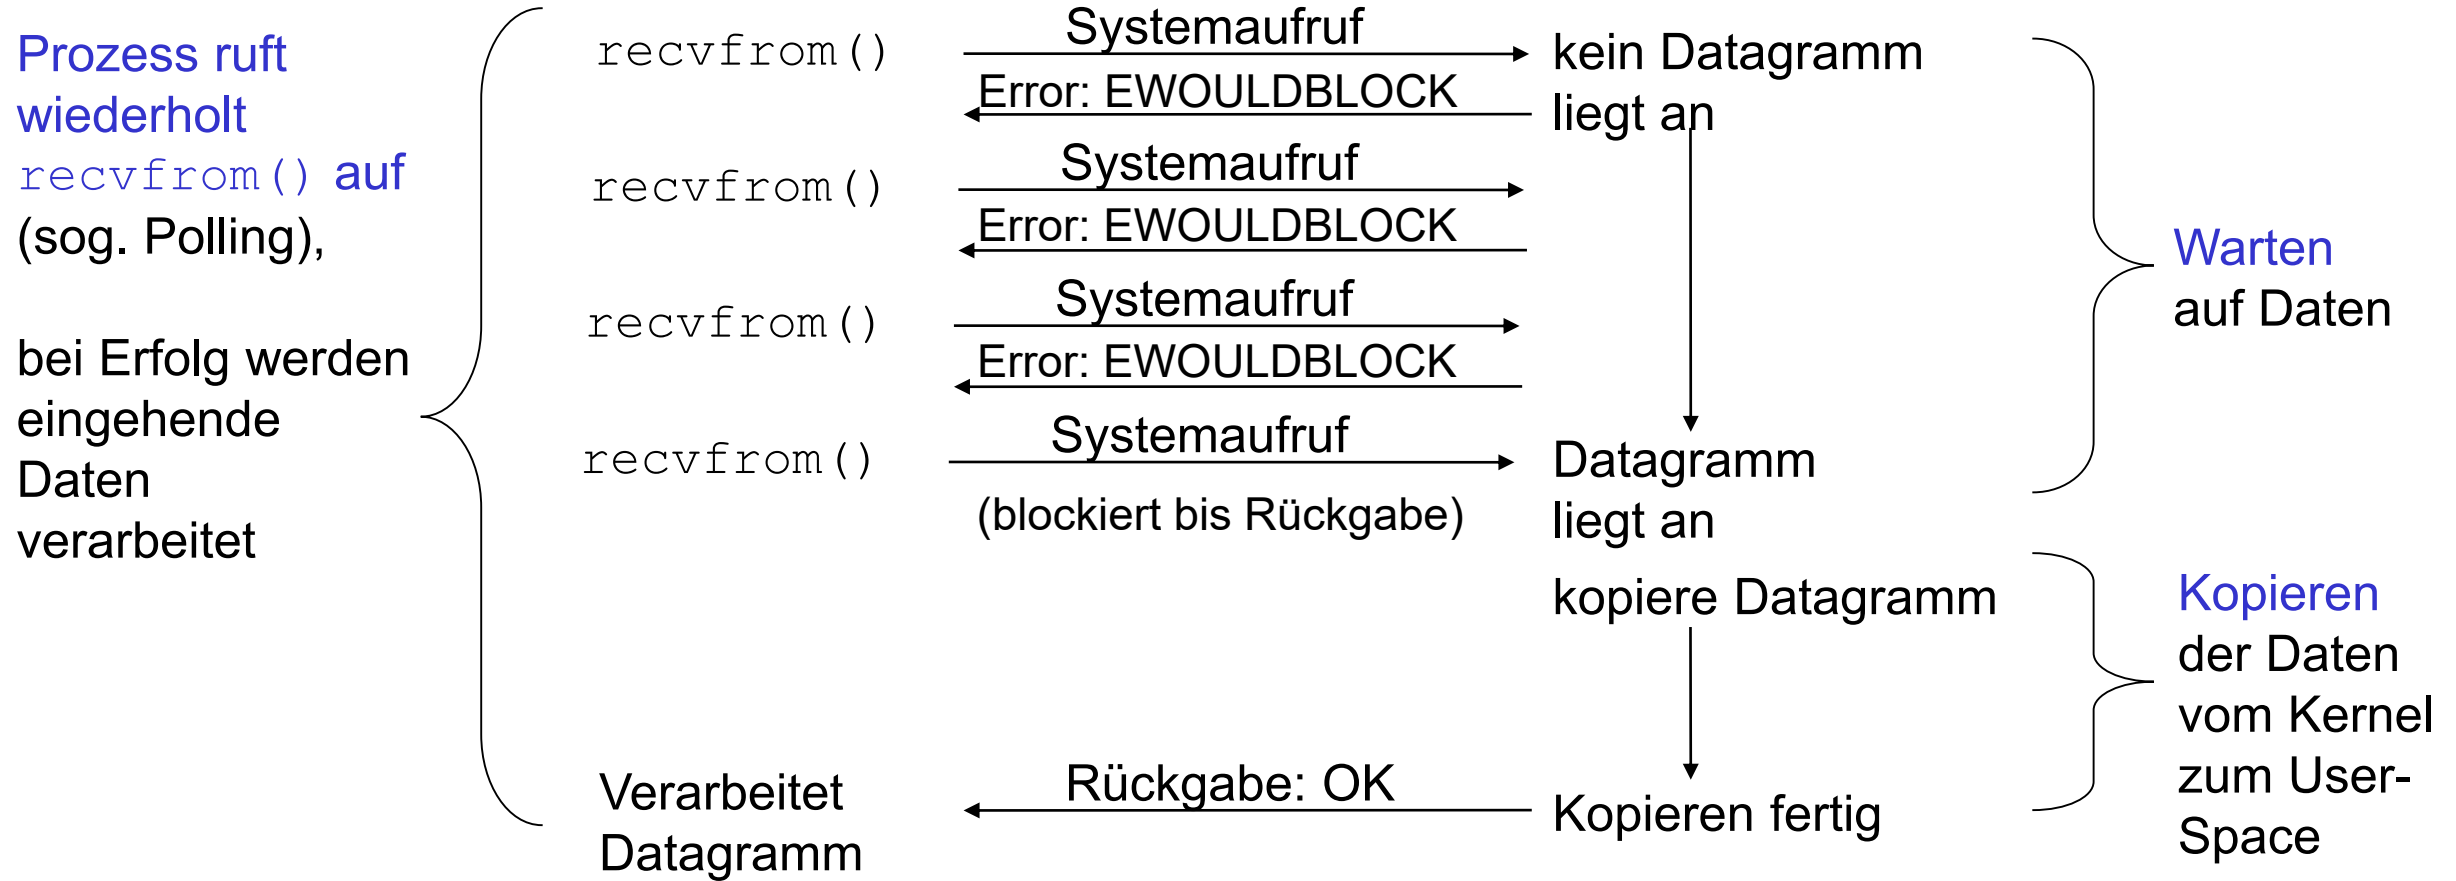 Prozess ruft
wiederholt
recvfrom() auf
(sog. Polling),
bei Erfolg werden
eingehende
Daten
verarbeitet
recvfrom()
Systemaufruf
Error: EWOULDBLOCK
kein Datagramm
liegt an
recvfrom()
Systemaufruf
Error: EWOULDBLOCK
recvfrom()
Systemaufruf
Error: EWOULDBLOCK
recvfrom()
Systemaufruf
(blockiert bis Rückgabe)
Datagramm
liegt an
kopiere Datagramm
Verarbeitet
Datagramm
Rückgabe: OK
Kopieren fertig
Warten
auf Daten
Kopieren
der Daten
vom Kernel
zum User-
Space